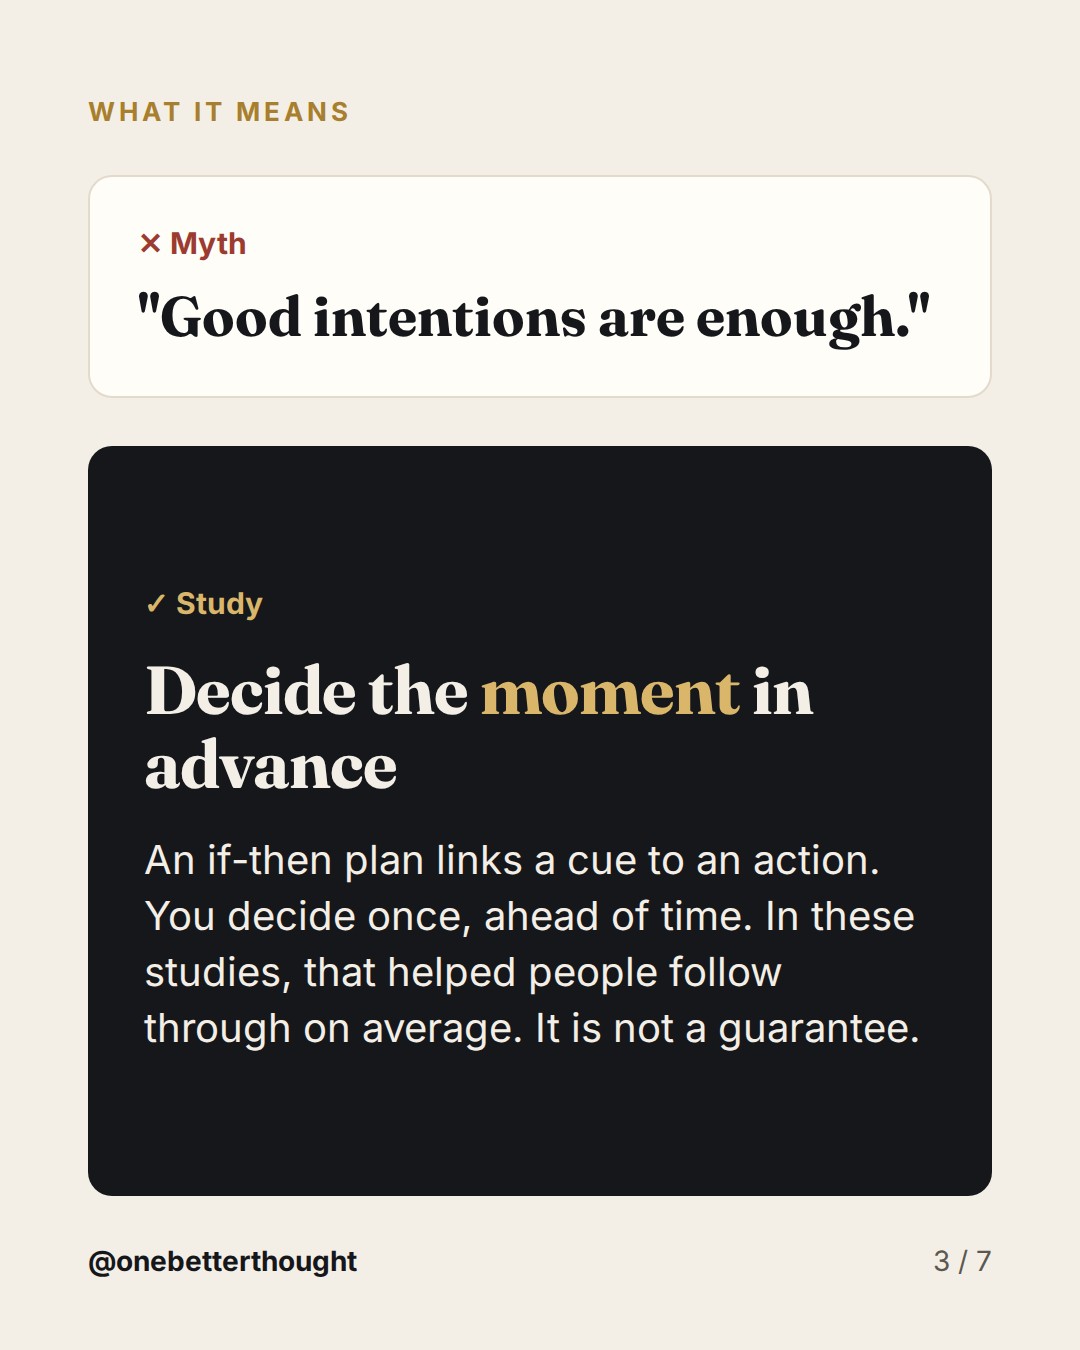 WHAT IT MEANS
✕ Myth
"Good intentions are enough."
✓ Study
Decide the moment in
advance
An if-then plan links a cue to an action.
You decide once, ahead of time. In these
studies, that helped people follow
through on average. It is not a guarantee.
@onebetterthought
3 / 7